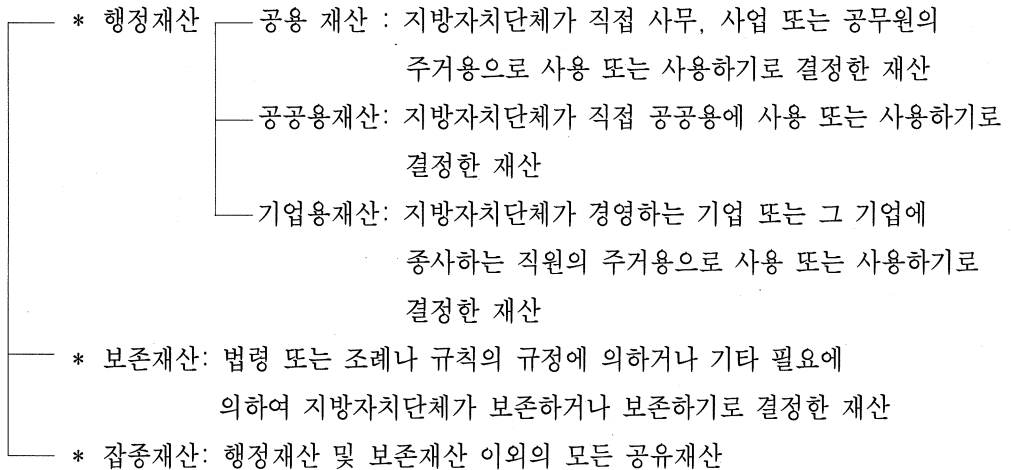 * 행정재산 공용 재산 : 지방자치단체가 직접 사무, 사업 또는 공무원의
주거용으로 사용 또는 사용하기로 결정한 재산
공공용재산: 지방자치단체가 직접 공공용에 사용 또는 사용하기로
결정한 재산
기업용재산: 지방자치단체가 경영하는 기업 또는 그 기업에
종사하는 직원의 주거용으로 사용 또는 사용하기로
결정한 재산
* 보존재산: 법령 또는 조례나 규칙의 규정에 의하거나 기타 필요에
의하여 지방자치단체가 보존하거나 보존하기로 결정한 재산
* 잡종재산: 행정재산 및 보존재산 이외의 모든 공유재산